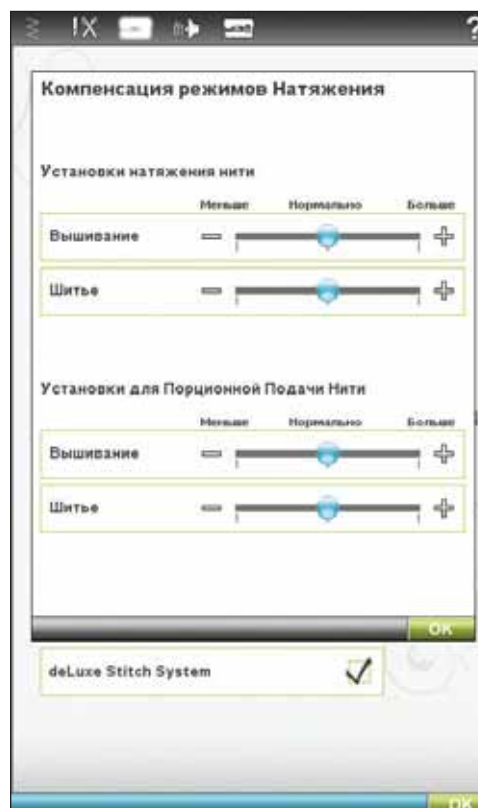 ?
Компенсация режимов Натяжения
Установки натяжения нити
Меньше Нормально Больше
Вышивание
Шитье
Установки для Порционной Подачи Нити
Меньше Нормально Больше
Вышивание
Шитье
OK
deLuxe Stitch System
OK